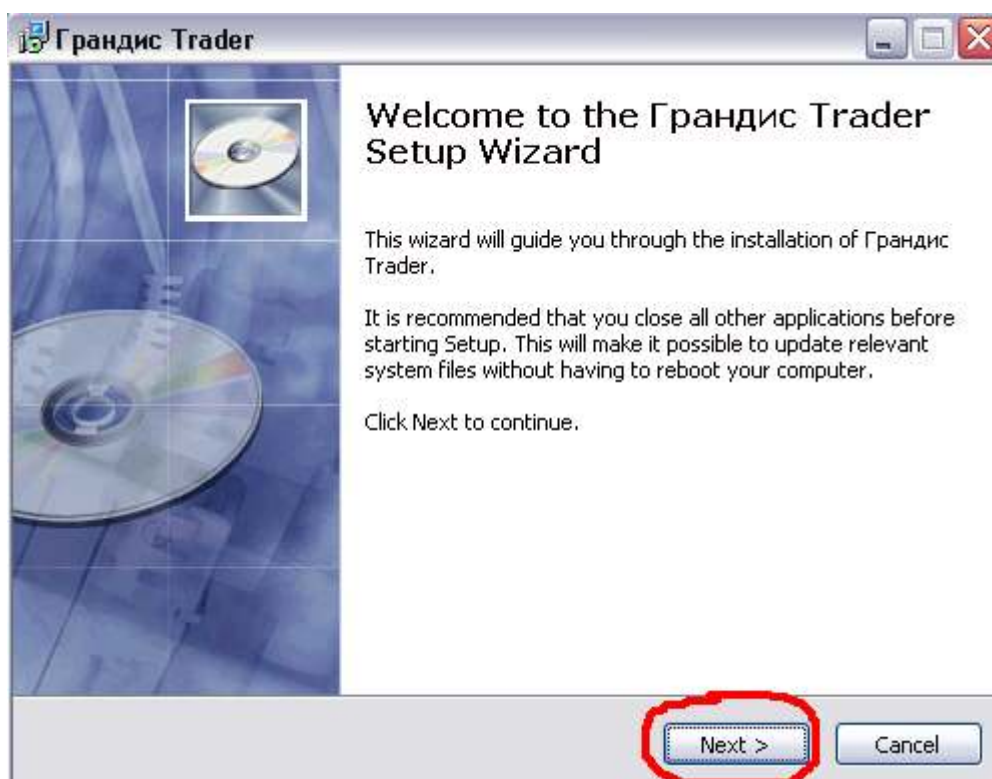 Грандис Trader
Welcome to the Грандис Trader
Setup Wizard
This wizard will guide you through the installation of Грандис
Trader.
It is recommended that you close all other applications before
starting Setup. This will make it possible to update relevant
system files without having to reboot your computer.
Click Next to continue.
Next >
Cancel